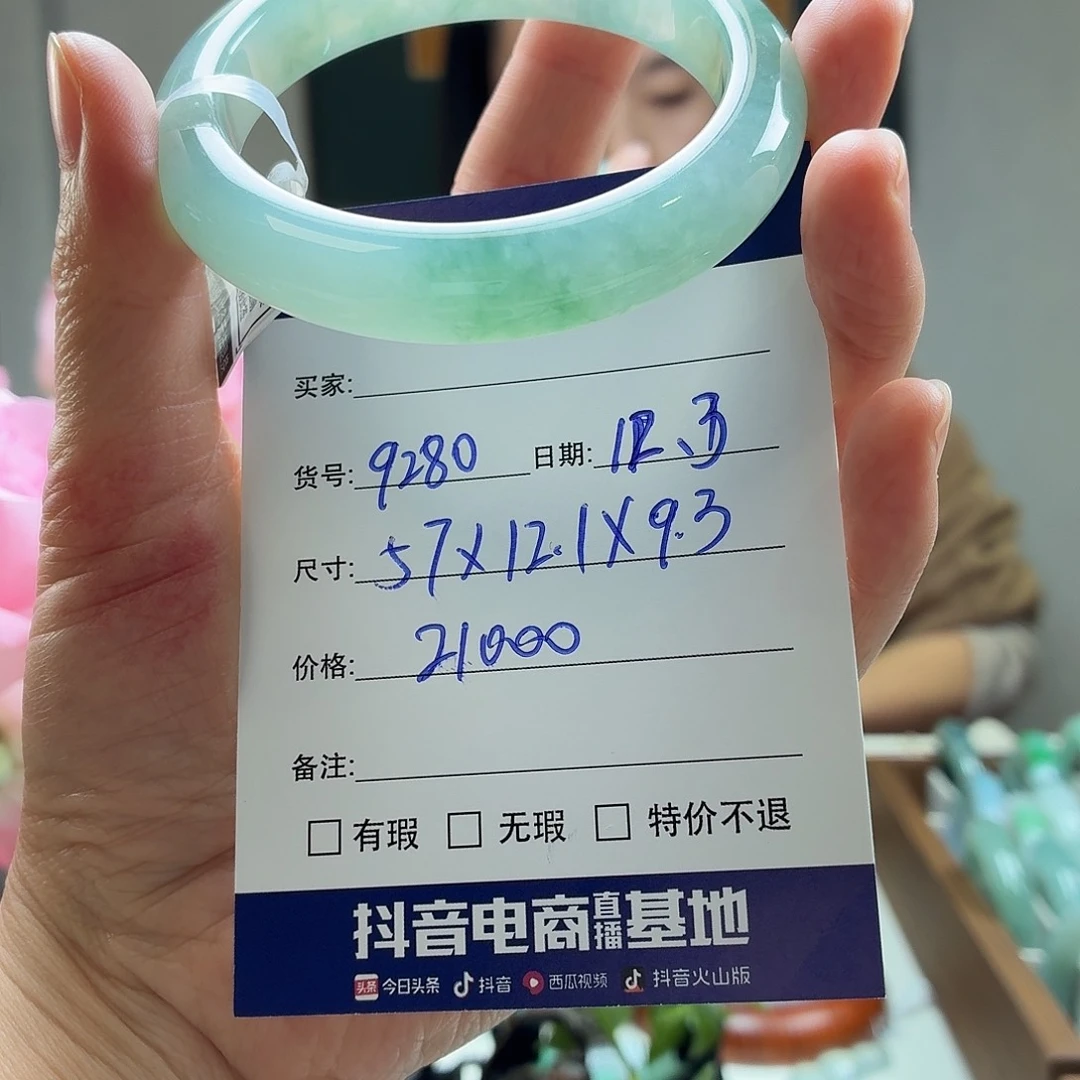 买家:
货号: 9280 日期: 12.3
尺寸: 57X12.1X9.3
价格: 21000
备注:
□ 有瑕 □ 无瑕 □ 特价不退
抖音电商直播基地
头条 今日头条 抖音 西瓜视频 抖音火山版